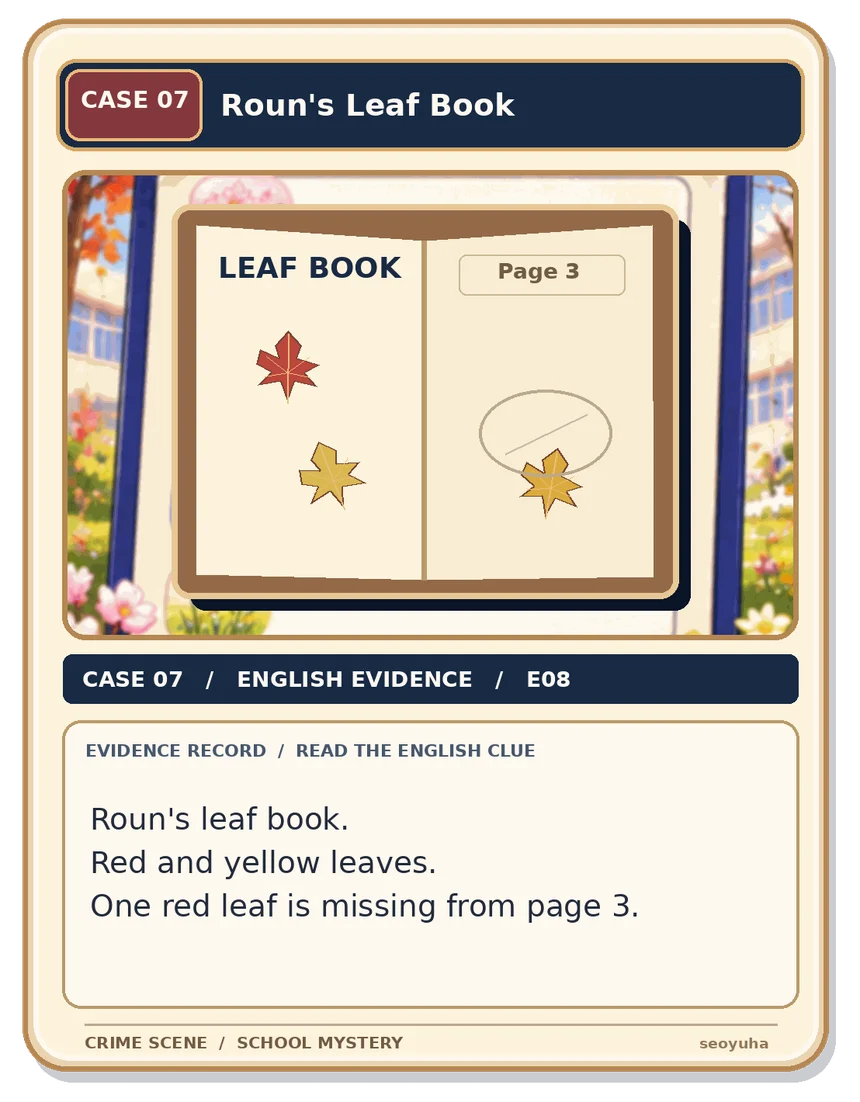 CASE 07
Roun's Leaf Book
LEAF BOOK
Page 3
CASE 07 / ENGLISH EVIDENCE / E08
EVIDENCE RECORD / READ THE ENGLISH CLUE
Roun's leaf book.
Red and yellow leaves.
One red leaf is missing from page 3.
CRIME SCENE / SCHOOL MYSTERY
seoyuha